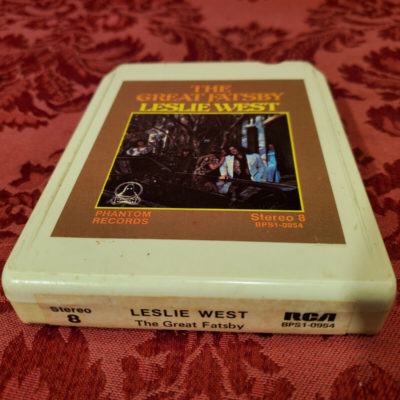 THE
GREAT FATSBY
LESLIE WEST
PHANTOM
RECORDS
Stereo 8
BPS1-0954
Stereo
8
LESLIE WEST
The Great Fatsby
RCA
BPS1-0954